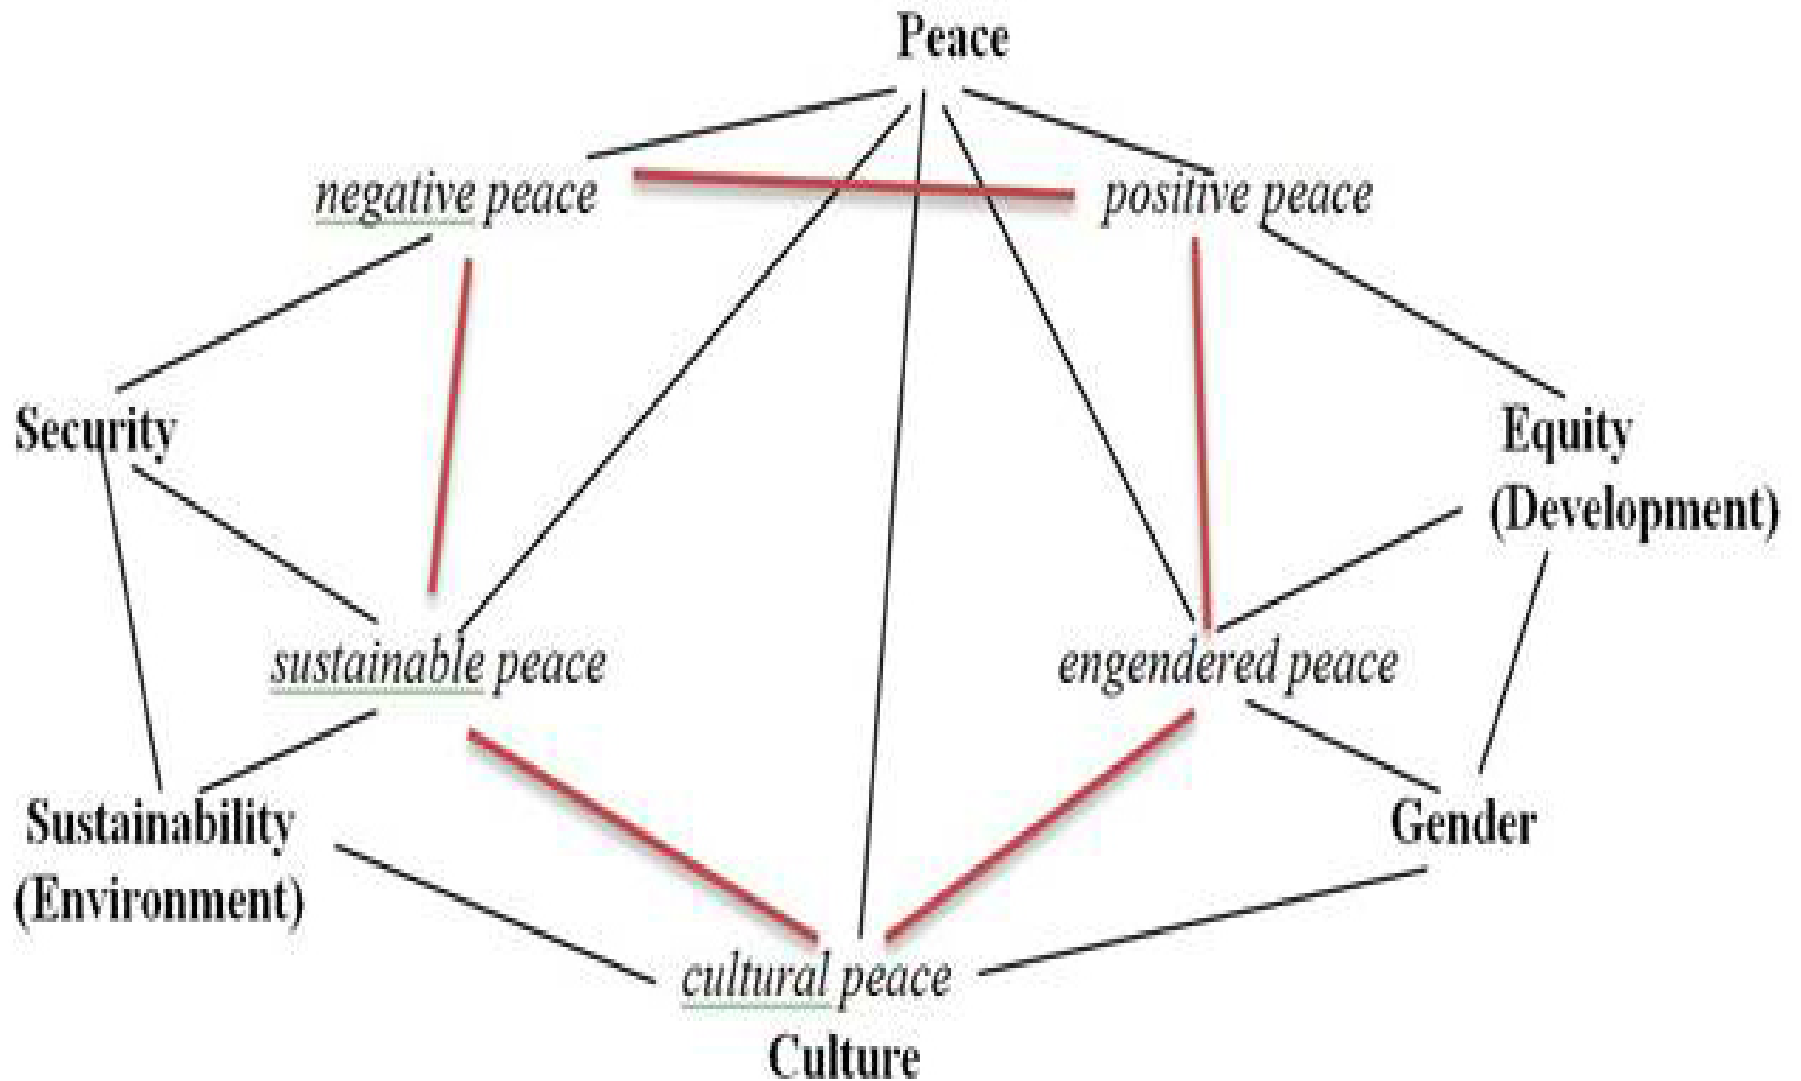 Peace
negative peace
positive peace
Security
Equity
(Development)
sustainable peace
engendered peace
Sustainability
(Environment)
Gender
cultural peace
Culture